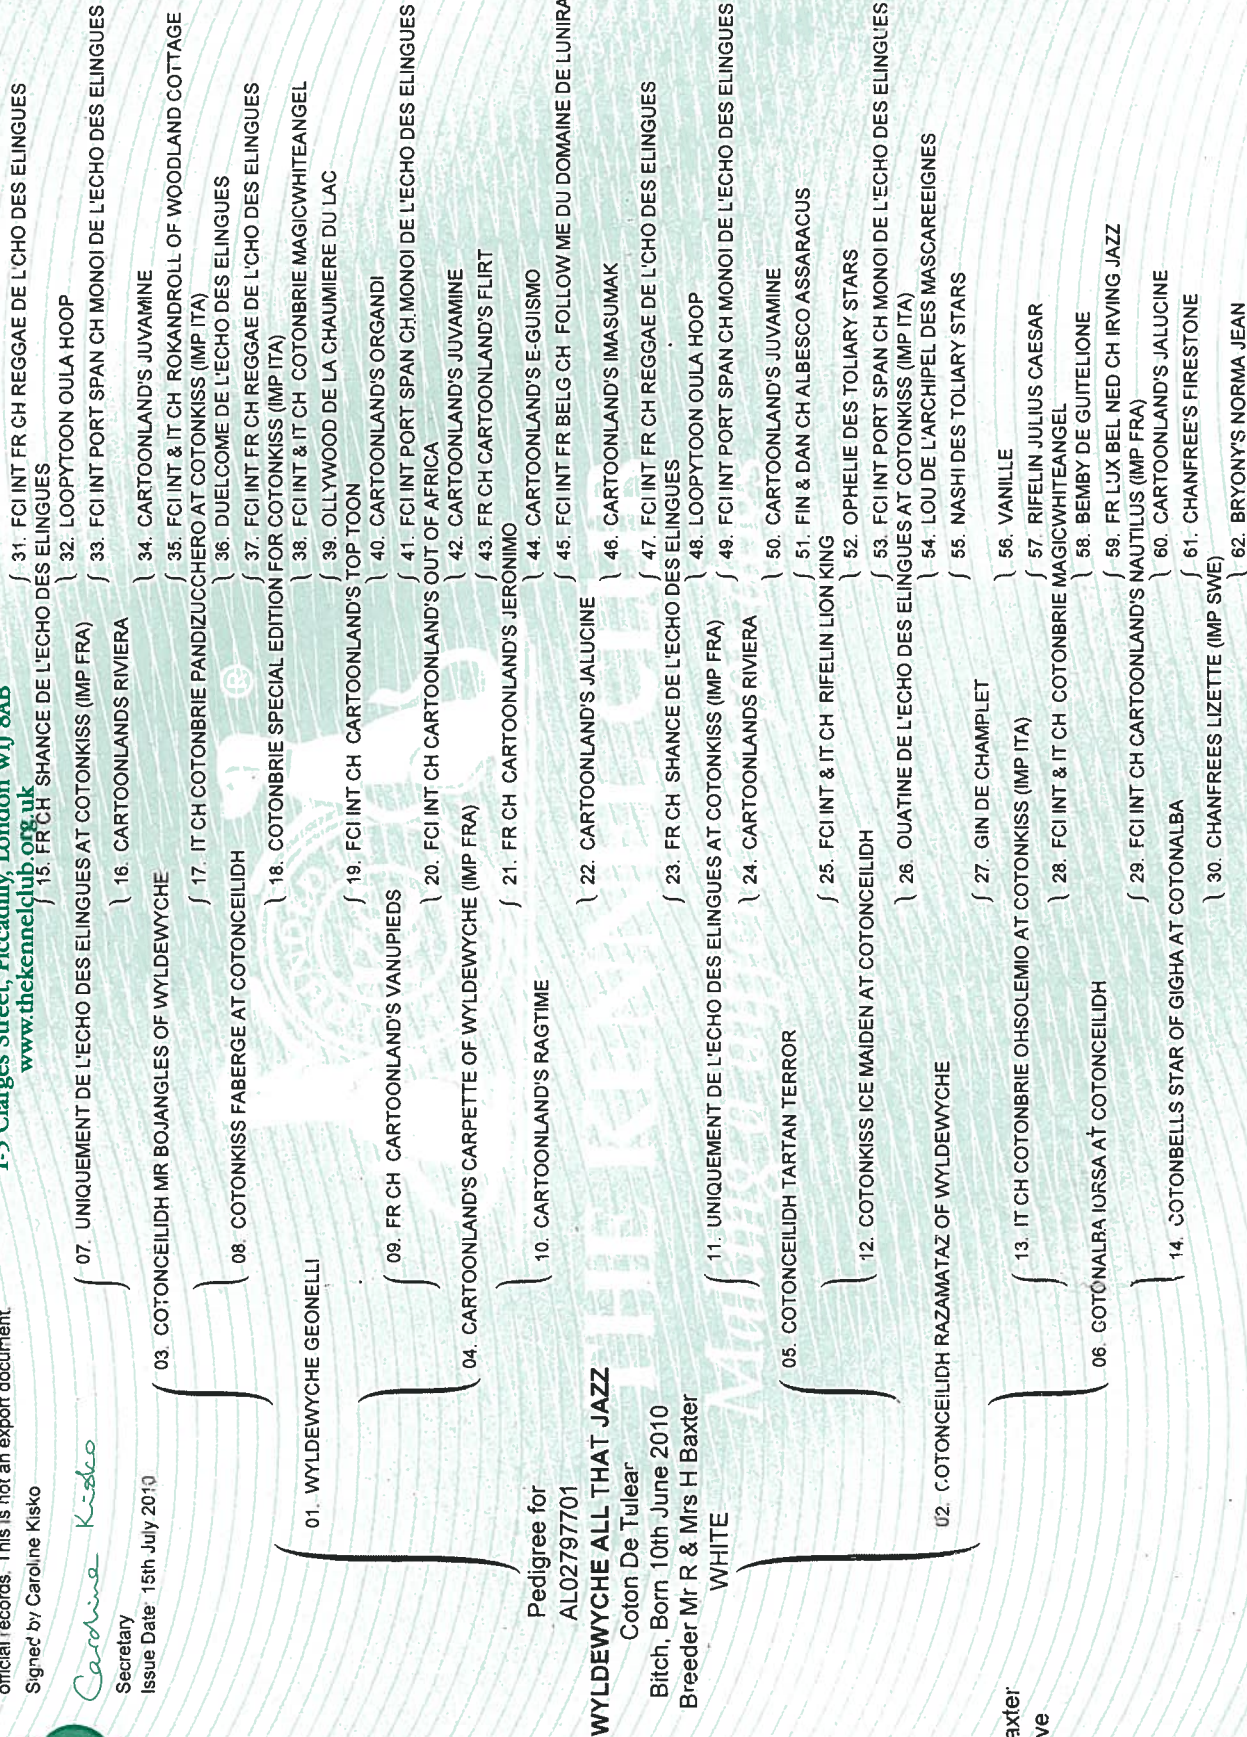 1-5 Clarges Street, Piccadilly, London W1J 8AB
www.thekennelclub.org.uk
official records. This is not an export document.
Signed by Caroline Kisko
Caroline Kisko
Secretary
Issue Date 15th July 2010
Pedigree for
AL02797701
WYLDEWYCHE ALL THAT JAZZ
Coton De Tulear
Bitch, Born 10th June 2010
Breeder Mr R & Mrs H Baxter
WHITE
THE KENNEL CLUB
®
01. WYLDEWYCHE GEONELLI
02. COTONCEILIDH RAZAMATAZ OF WYLDEWYCHE
03. COTONCEILIDH MR BOJANGLES OF WYLDEWYCHE
04. CARTOONLAND'S CARPETTE OF WYLDEWYCHE (IMP FRA)
05. COTONCEILIDH TARTAN TERROR
06. COTONALBA IORSA AT COTONCEILIDH
07. UNIQUEMENT DE L'ECHO DES ELINGUES AT COTONKISS (IMP FRA)
08. COTONKISS FABERGE AT COTONCEILIDH
09. FR CH CARTOONLAND'S VANUPIEDS
10. CARTOONLAND'S RAGTIME
11. UNIQUEMENT DE L'ECHO DES ELINGUES AT COTONKISS (IMP FRA)
12. COTONKISS ICE MAIDEN AT COTONCEILIDH
13. IT CH COTONBRIE OHSOLEMIO AT COTONKISS (IMP ITA)
14. COTONBELLS STAR OF GIGHA AT COTONALBA
15. FR CH SHANCE DE L'ECHO DES ELINGUES
16. CARTOONLANDS RIVIERA
17. IT CH COTONBRIE PANDIZUCCHERO AT COTONKISS (IMP ITA)
18. COTONBRIE SPECIAL EDITION FOR COTONKISS (IMP ITA)
19. FCI INT CH CARTOONLAND'S TOP TOON
20. FCI INT CH CARTOONLAND'S OUT OF AFRICA
21. FR CH CARTOONLAND'S JERONIMO
22. CARTOONLAND'S JALUCINE
23. FR CH SHANCE DE L'ECHO DES ELINGUES
24. CARTOONLANDS RIVIERA
25. FCI INT & IT CH RIFELIN LION KING
26. OUATINE DE L'ECHO DES ELINGUES AT COTONKISS (IMP ITA)
27. GIN DE CHAMPLET
28. FCI INT & IT CH COTONBRIE MAGICWHITEANGEL
29. FCI INT CH CARTOONLAND'S NAUTILUS (IMP FRA)
30. CHANFREES LIZETTE (IMP SWE)
31. FCI INT FR CH REGGAE DE L'CHO DES ELINGUES
32. LOOPYTOON OULA HOOP
33. FCI INT PORT SPAN CH MONOI DE L'ECHO DES ELINGUES
34. CARTOONLAND'S JUVAMINE
35. FCI INT & IT CH ROKANDROLL OF WOODLAND COTTAGE
36. DUELCOME DE L'ECHO DES ELINGUES
37. FCI INT FR CH REGGAE DE L'CHO DES ELINGUES
38. FCI INT & IT CH COTONBRIE MAGICWHITEANGEL
39. OLLYWOOD DE LA CHAUMIERE DU LAC
40. CARTOONLAND'S ORGANDI
41. FCI INT PORT SPAN CH MONOI DE L'ECHO DES ELINGUES
42. CARTOONLAND'S JUVAMINE
43. FR CH CARTOONLAND'S FLIRT
44. CARTOONLAND'S E-GUISMO
45. FCI INT FR BELG CH FOLLOW ME DU DOMAINE DE LUNIRA
46. CARTOONLAND'S IMASUMAK
47. FCI INT FR CH REGGAE DE L'CHO DES ELINGUES
48. LOOPYTOON OULA HOOP
49. FCI INT PORT SPAN CH MONOI DE L'ECHO DES ELINGUES
50. CARTOONLAND'S JUVAMINE
51. FIN & DAN CH ALBESCO ASSARACUS
52. OPHELIE DES TOLIARY STARS
53. FCI INT PORT SPAN CH MONOI DE L'ECHO DES ELINGUES
54. LOU DE L'ARCHIPEL DES MASCAREEIGNES
55. NASHI DES TOLIARY STARS
56. VANILLE
57. RIFELIN JULIUS CAESAR
58. BEMBY DE GUITELIONE
59. FR LUX BEL NED CH IRVING JAZZ
60. CARTOONLAND'S JALUCINE
61. CHANFREE'S FIRESTONE
62. BRYONY'S NORMA JEAN